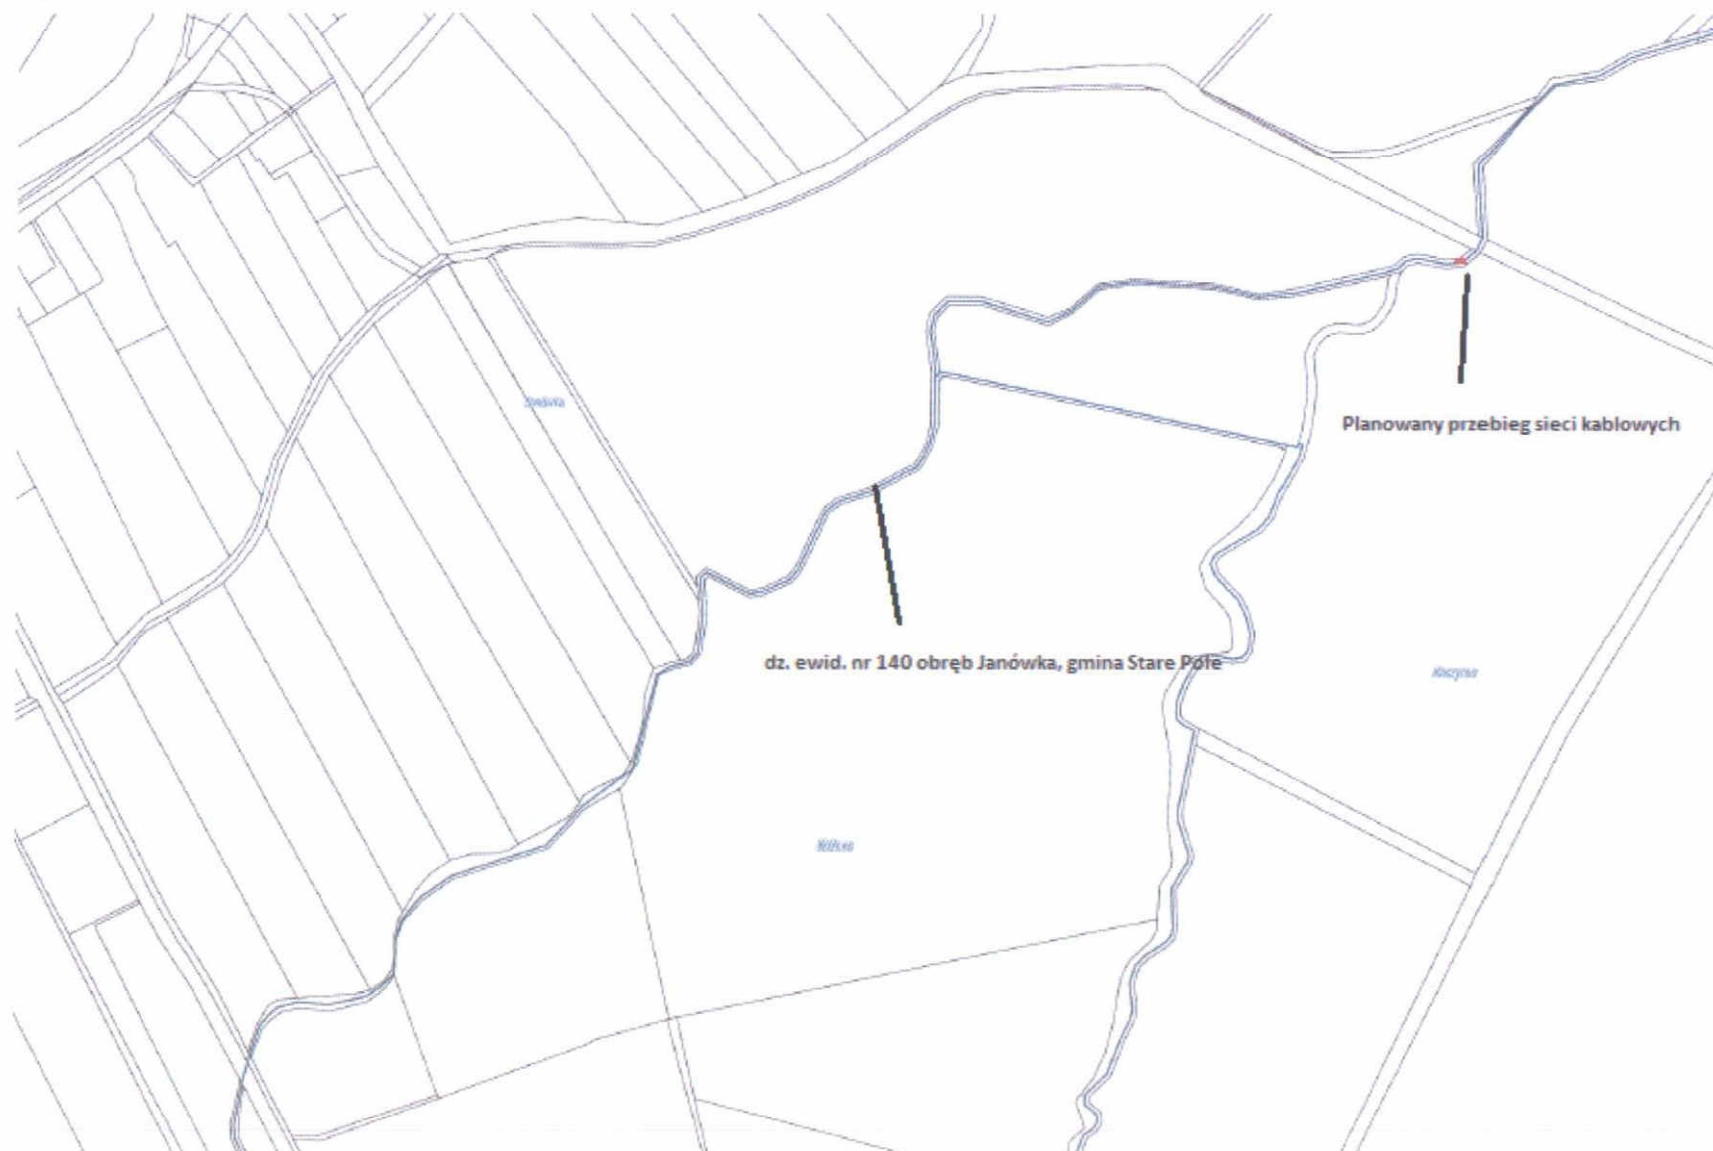 Planowany przebieg sieci kablowych
dz. ewid. nr 140 obręb Janówka, gmina Stare Pole